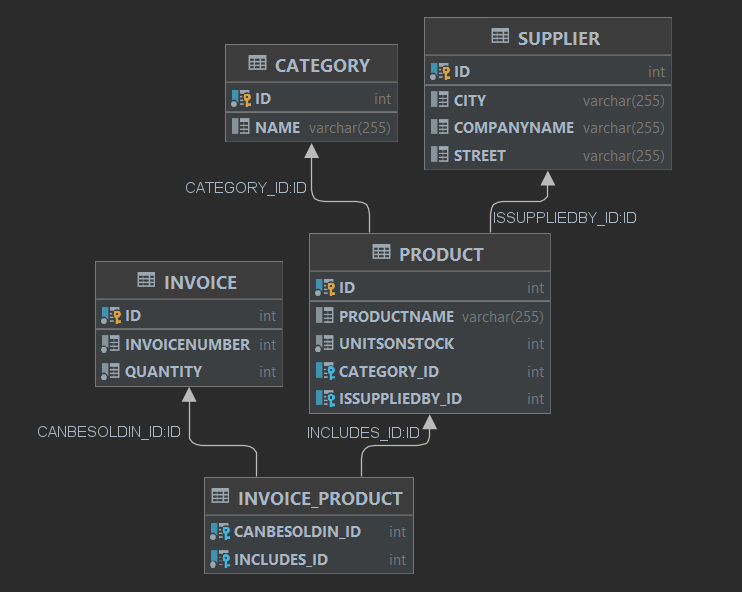 SUPPLIER
ID int
CITY varchar(255)
COMPANYNAME varchar(255)
STREET varchar(255)
CATEGORY
ID int
NAME varchar(255)
CATEGORY_ID:ID
ISSUPPLIEDBY_ID:ID
PRODUCT
ID int
PRODUCTNAME varchar(255)
UNITSONSTOCK int
CATEGORY_ID int
ISSUPPLIEDBY_ID int
INVOICE
ID int
INVOICENUMBER int
QUANTITY int
CANBESOLDIN_ID:ID
INCLUDES_ID:ID
INVOICE_PRODUCT
CANBESOLDIN_ID int
INCLUDES_ID int